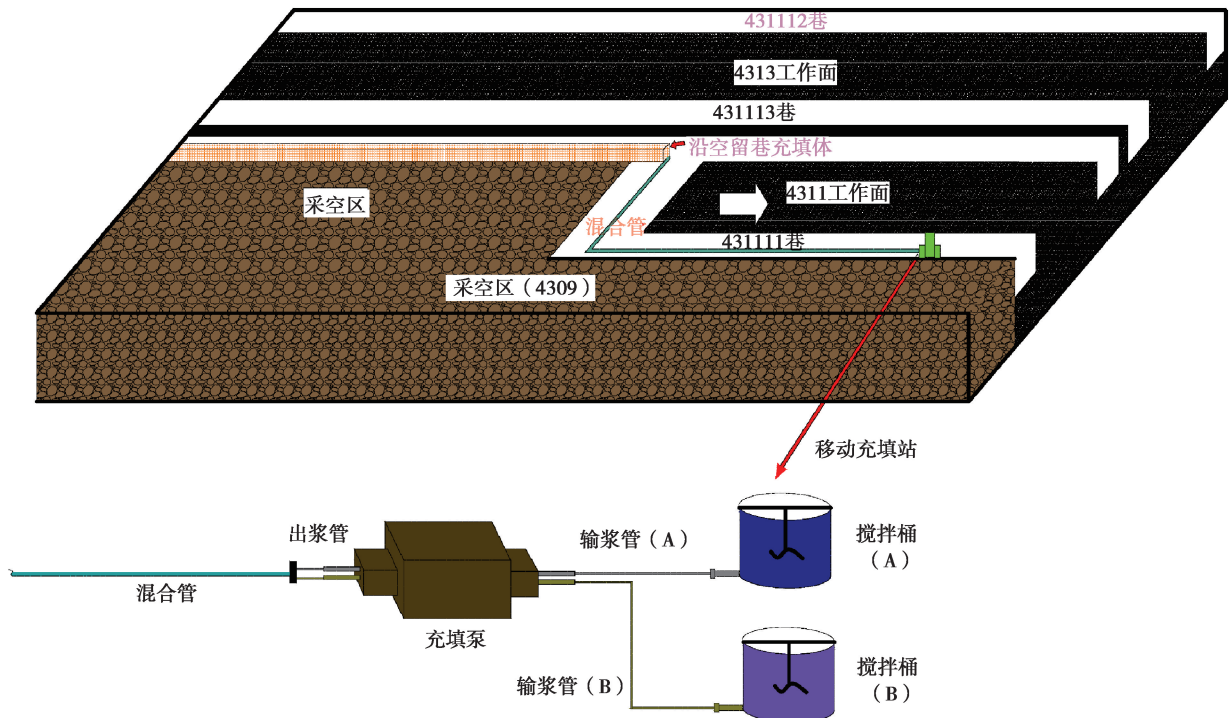 431112巷
4313工作面
431113巷
沿空留巷充填体
采空区
4311工作面
混合管
431111巷
采空区（4309）
移动充填站
出浆管
输浆管（A）
搅拌桶
（A）
混合管
充填泵
输浆管（B）
搅拌桶
（B）